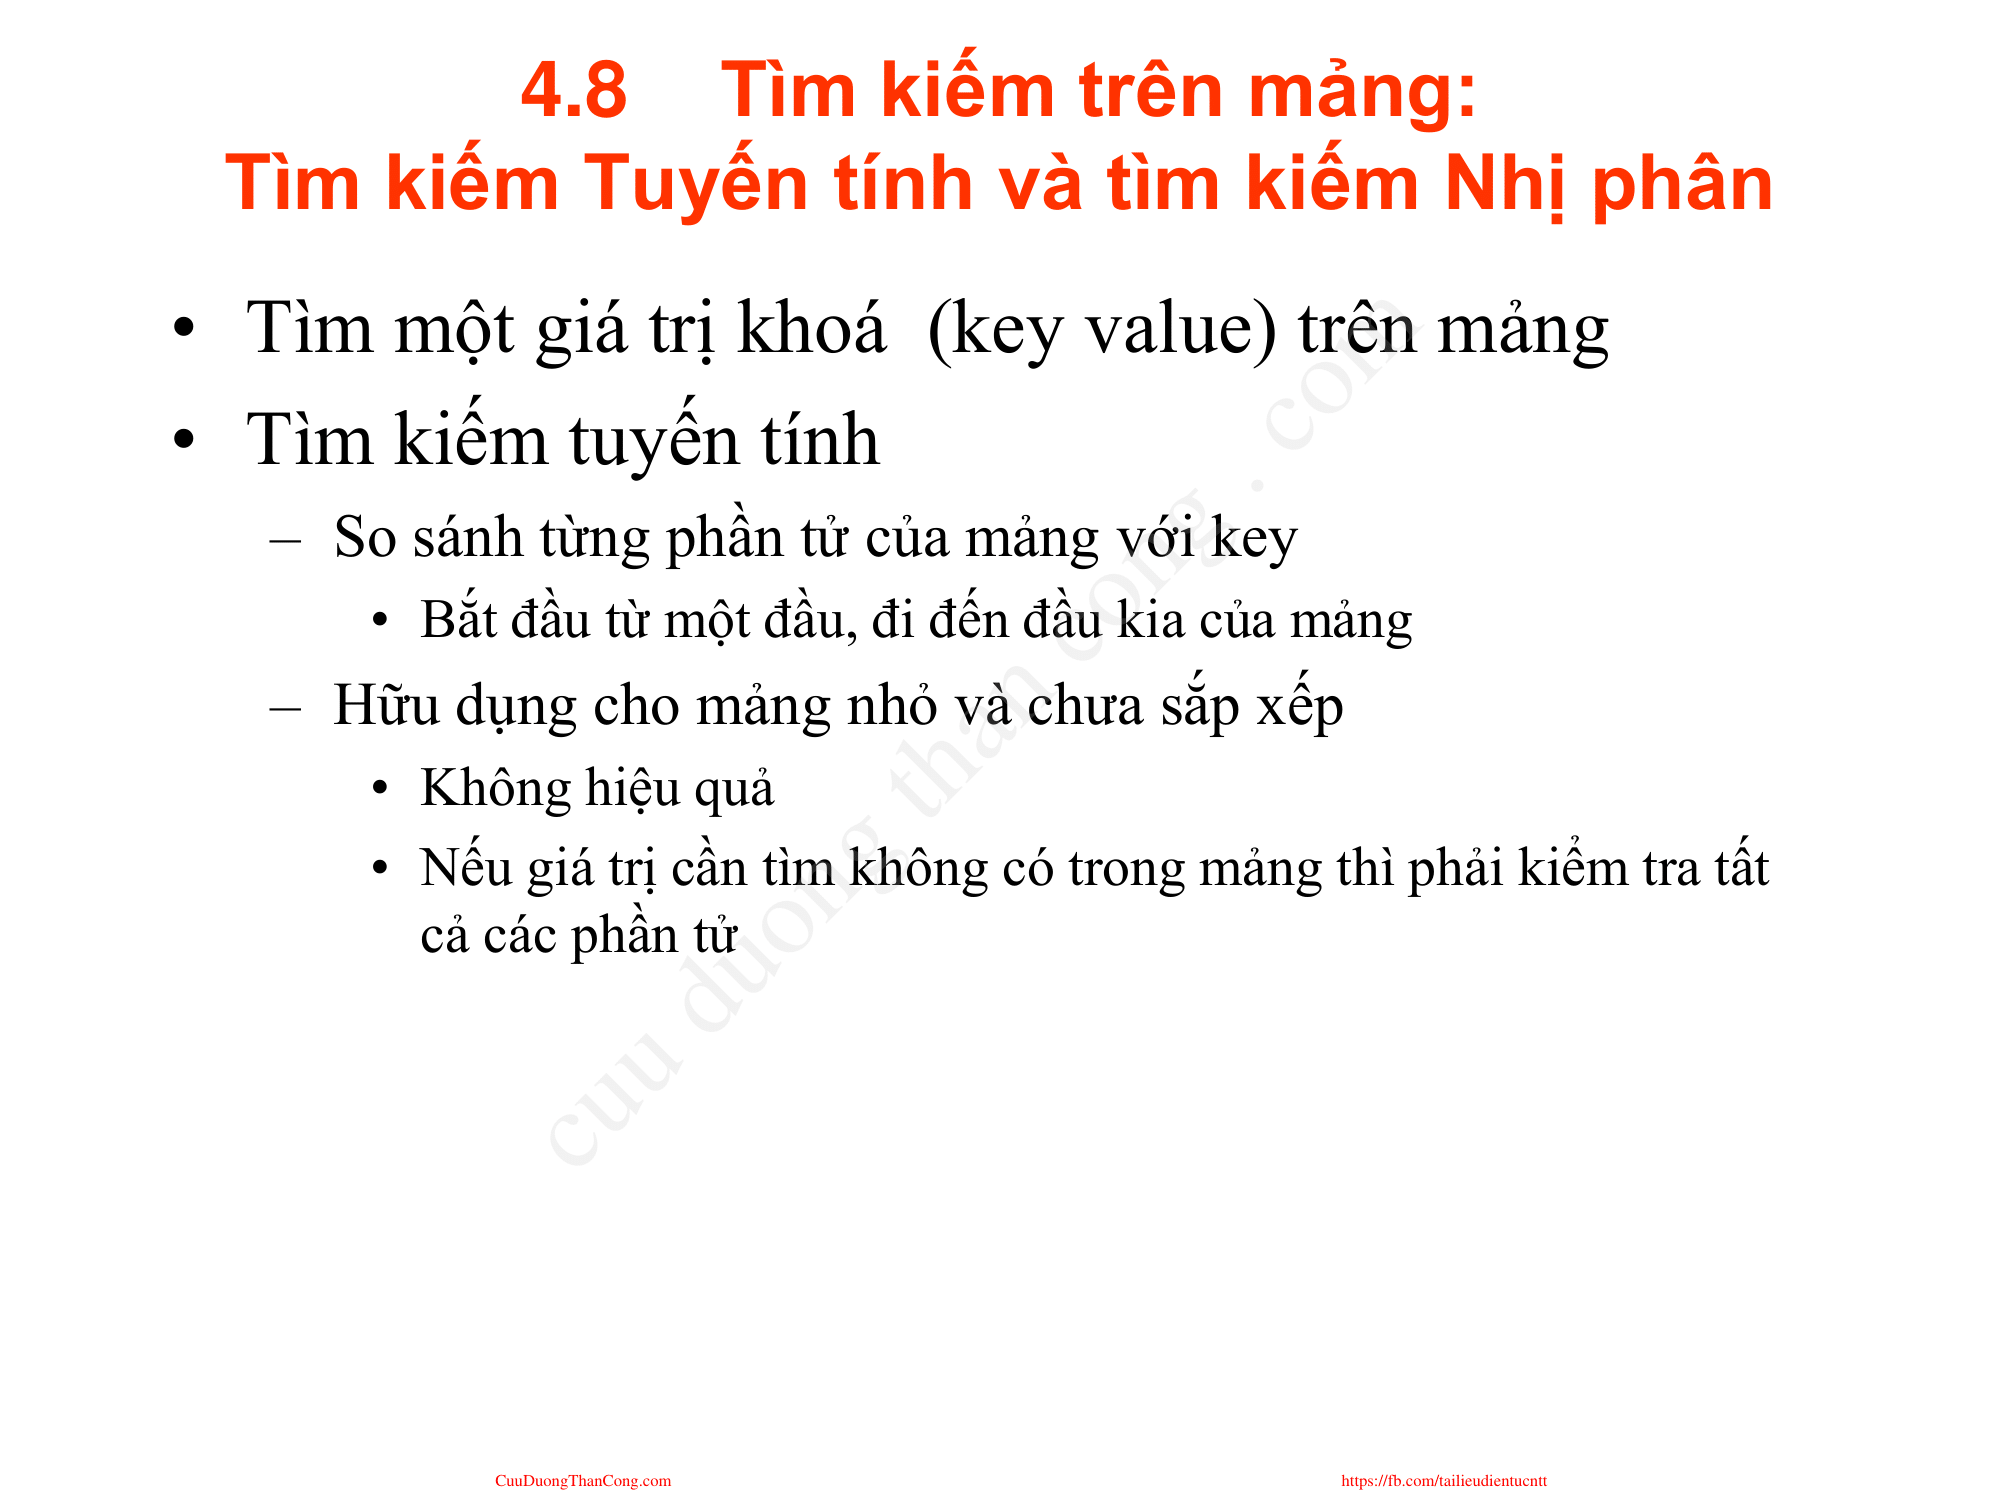 4.8 Tìm kiếm trên mảng:
Tìm kiếm Tuyến tính và tìm kiếm Nhị phân
• Tìm một giá trị khoá (key value) trên mảng
• Tìm kiếm tuyến tính
– So sánh từng phần tử của mảng với key
• Bắt đầu từ một đầu, đi đến đầu kia của mảng
– Hữu dụng cho mảng nhỏ và chưa sắp xếp
• Không hiệu quả
• Nếu giá trị cần tìm không có trong mảng thì phải kiểm tra tất
cả các phần tử
cuu duong than cong . com
CuuDuongThanCong.com
https://fb.com/tailieudientucntt